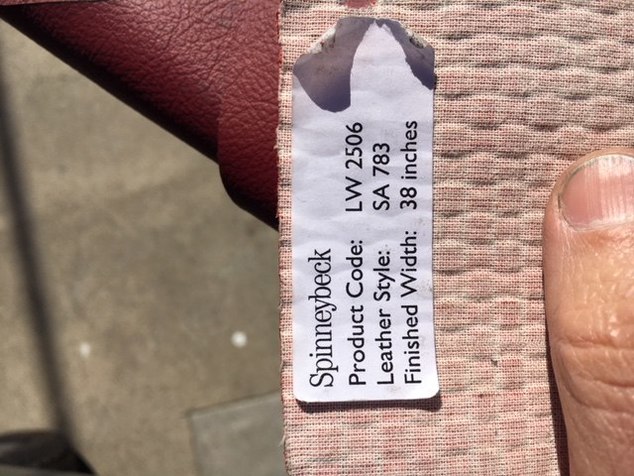 Spinneybeck
Product Code: LW 2506
Leather Style: SA 783
Finished Width: 38 inches